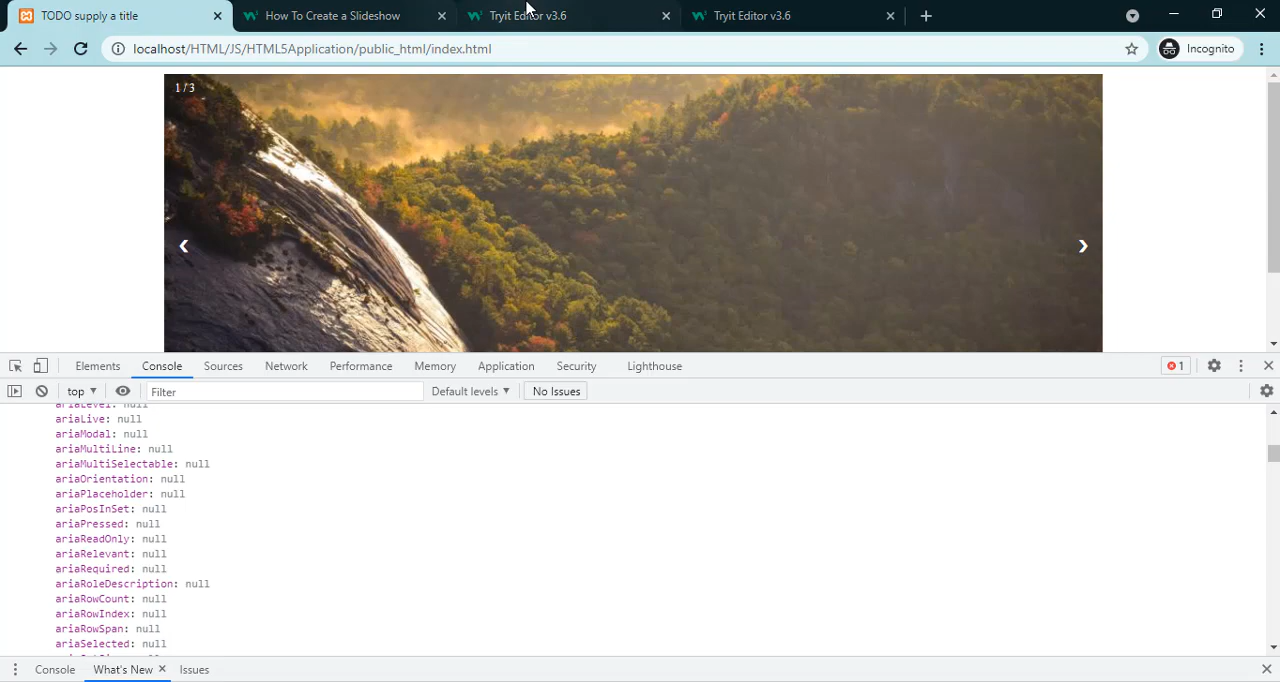 TODO supply a title
How To Create a Slideshow
Tryit Editor v3.6
Tryit Editor v3.6
localhost/HTML/JS/HTML5Application/public_html/index.html
Incognito
1 / 3
❮ ❯
Elements Console Sources Network Performance Memory Application Security Lighthouse 1
top Filter Default levels No Issues
ariaLevel: null
ariaLive: null
ariaModal: null
ariaMultiLine: null
ariaMultiSelectable: null
ariaOrientation: null
ariaPlaceholder: null
ariaPosInSet: null
ariaPressed: null
ariaReadOnly: null
ariaRelevant: null
ariaRequired: null
ariaRoleDescription: null
ariaRowCount: null
ariaRowIndex: null
ariaRowSpan: null
ariaSelected: null
Console What's New Issues